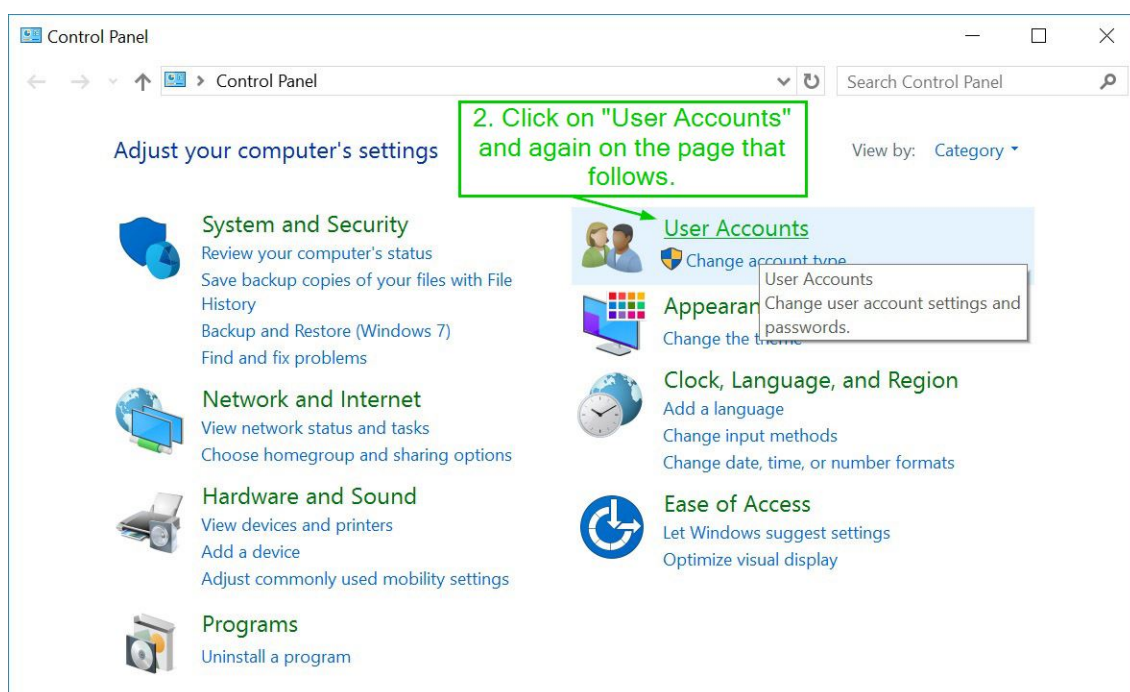 Control Panel
Control Panel
Search Control Panel
2. Click on "User Accounts"
and again on the page that
follows.
Adjust your computer's settings
View by: Category
System and Security
Review your computer's status
Save backup copies of your files with File
History
Backup and Restore (Windows 7)
Find and fix problems
Network and Internet
View network status and tasks
Choose homegroup and sharing options
Hardware and Sound
View devices and printers
Add a device
Adjust commonly used mobility settings
Programs
Uninstall a program
User Accounts
Change account type
User Accounts
Change user account settings and
passwords.
Appearan
Change the theme
Clock, Language, and Region
Add a language
Change input methods
Change date, time, or number formats
Ease of Access
Let Windows suggest settings
Optimize visual display